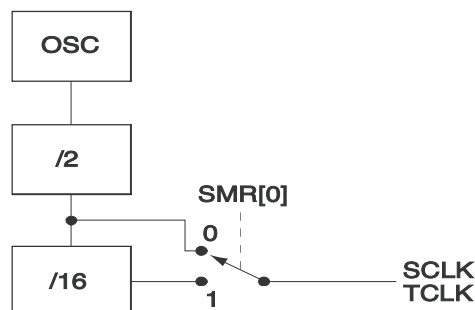 OSC
/2
SMR[0]
0
/16
1
SCLK
TCLK